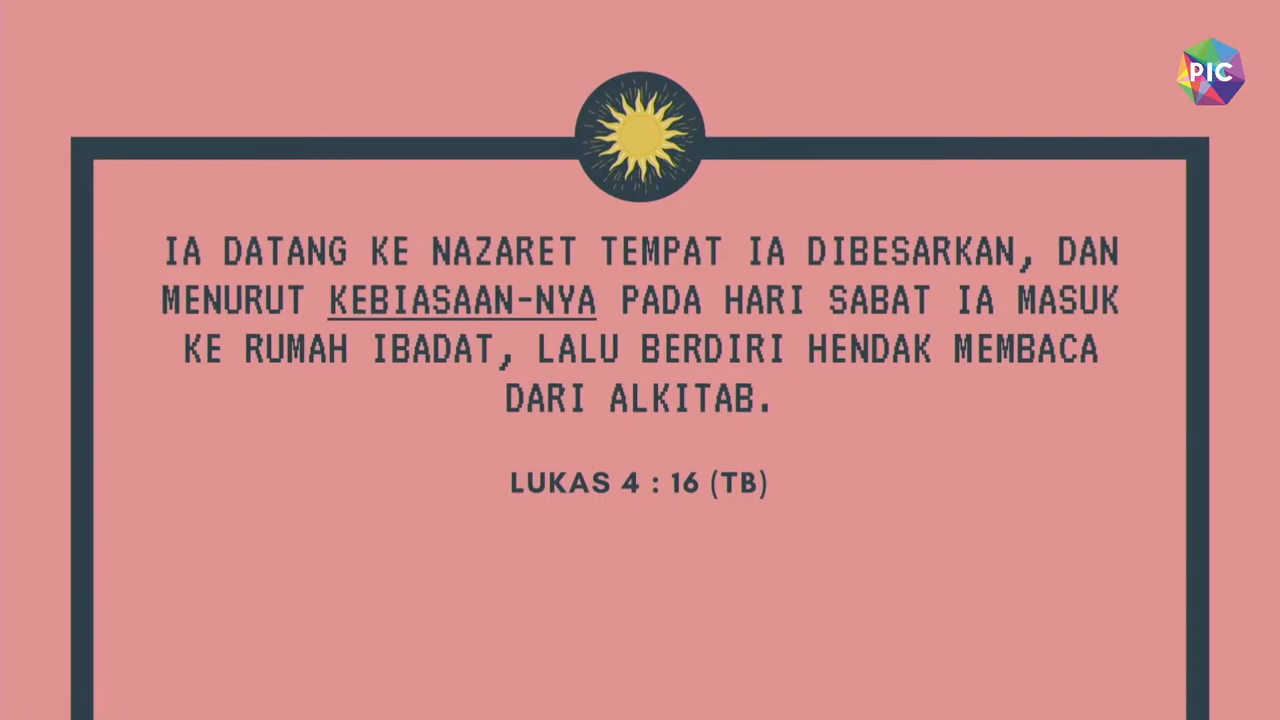 PIC
IA DATANG KE NAZARET TEMPAT IA DIBESARKAN, DAN
MENURUT KEBIASAAN-NYA PADA HARI SABAT IA MASUK
KE RUMAH IBADAT, LALU BERDIRI HENDAK MEMBACA
DARI ALKITAB.
LUKAS 4 : 16 (TB)